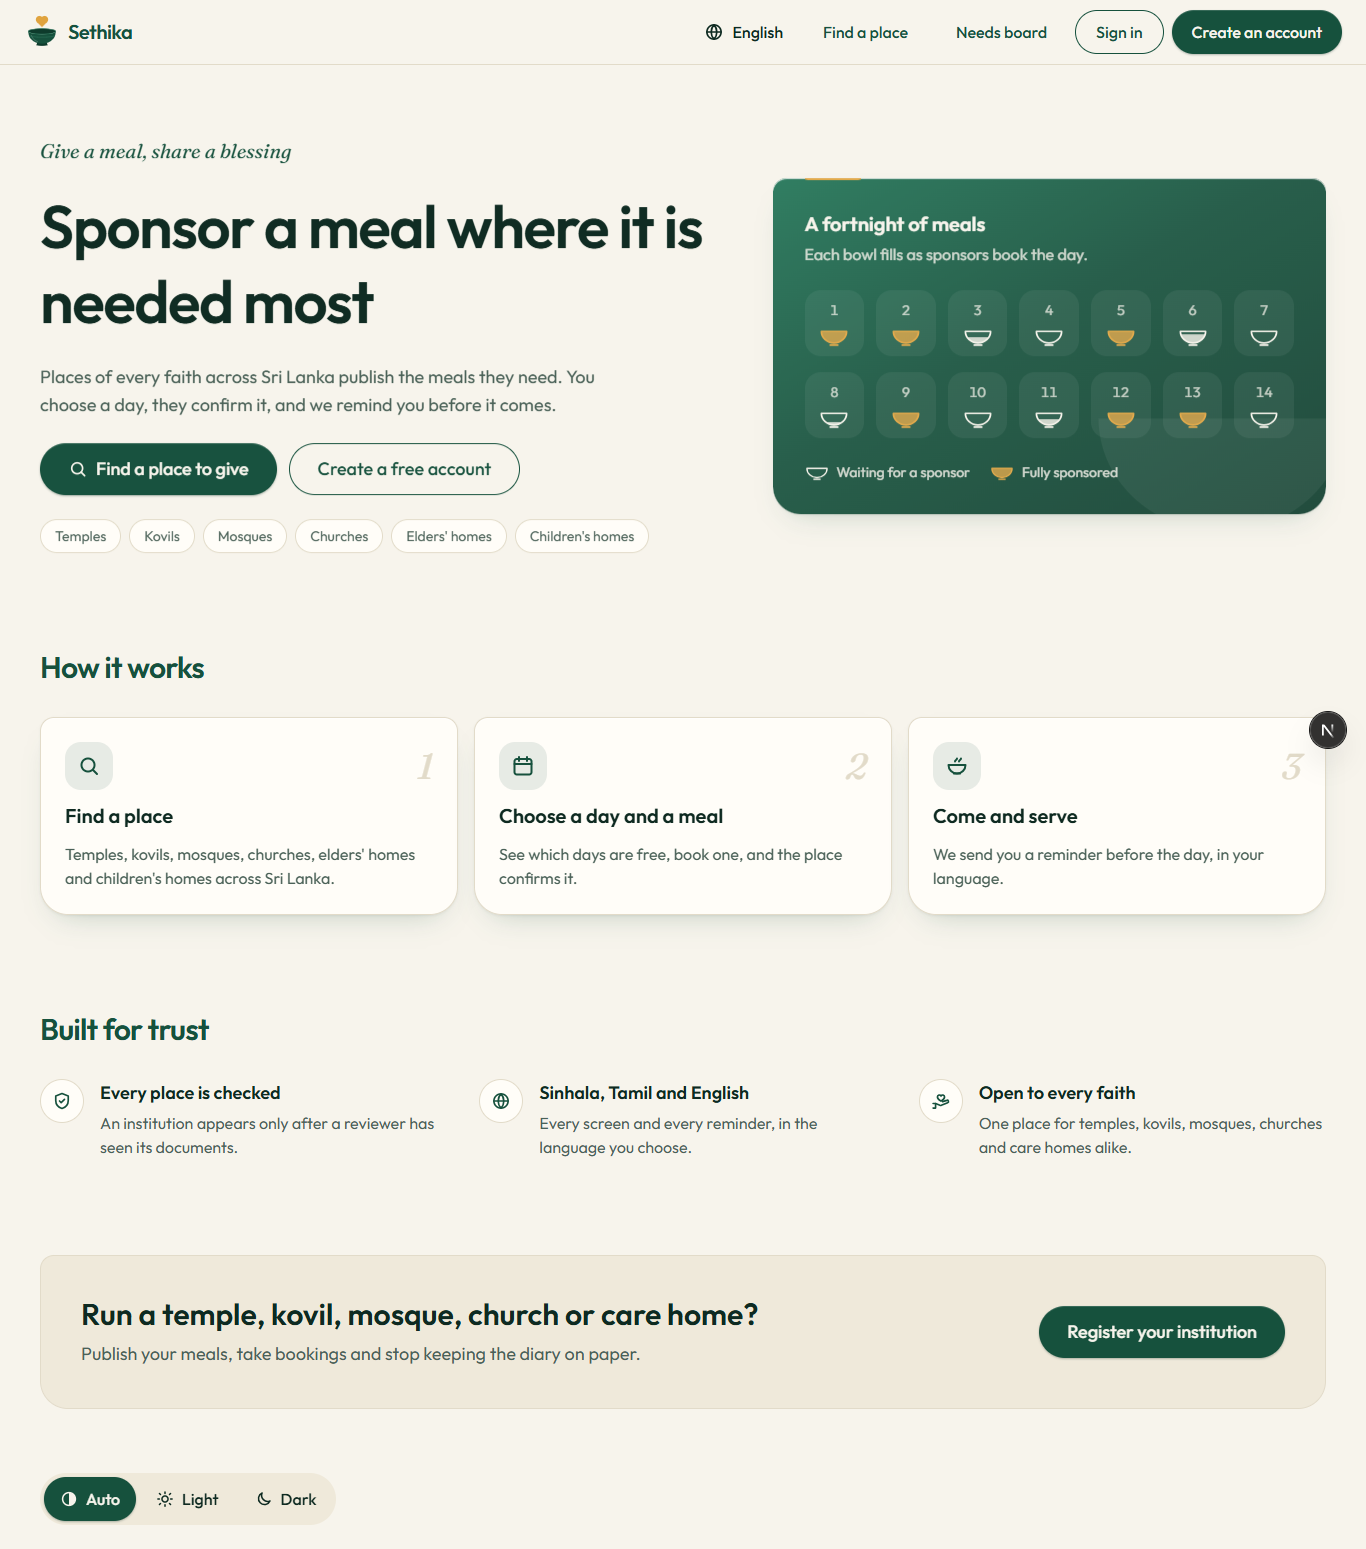 Sethika
English
Find a place
Needs board
Sign in
Create an account
Give a meal, share a blessing
Sponsor a meal where it is
needed most
Places of every faith across Sri Lanka publish the meals they need. You
choose a day, they confirm it, and we remind you before it comes.
Find a place to give
Create a free account
Temples
Kovils
Mosques
Churches
Elders' homes
Children's homes
A fortnight of meals
Each bowl fills as sponsors book the day.
1 2 3 4 5 6 7
8 9 10 11 12 13 14
Waiting for a sponsor
Fully sponsored
How it works
1
Find a place
Temples, kovils, mosques, churches, elders' homes
and children's homes across Sri Lanka.
2
Choose a day and a meal
See which days are free, book one, and the place
confirms it.
3
Come and serve
We send you a reminder before the day, in your
language.
N
Built for trust
Every place is checked
An institution appears only after a reviewer has
seen its documents.
Sinhala, Tamil and English
Every screen and every reminder, in the
language you choose.
Open to every faith
One place for temples, kovils, mosques, churches
and care homes alike.
Run a temple, kovil, mosque, church or care home?
Publish your meals, take bookings and stop keeping the diary on paper.
Register your institution
Auto
Light
Dark